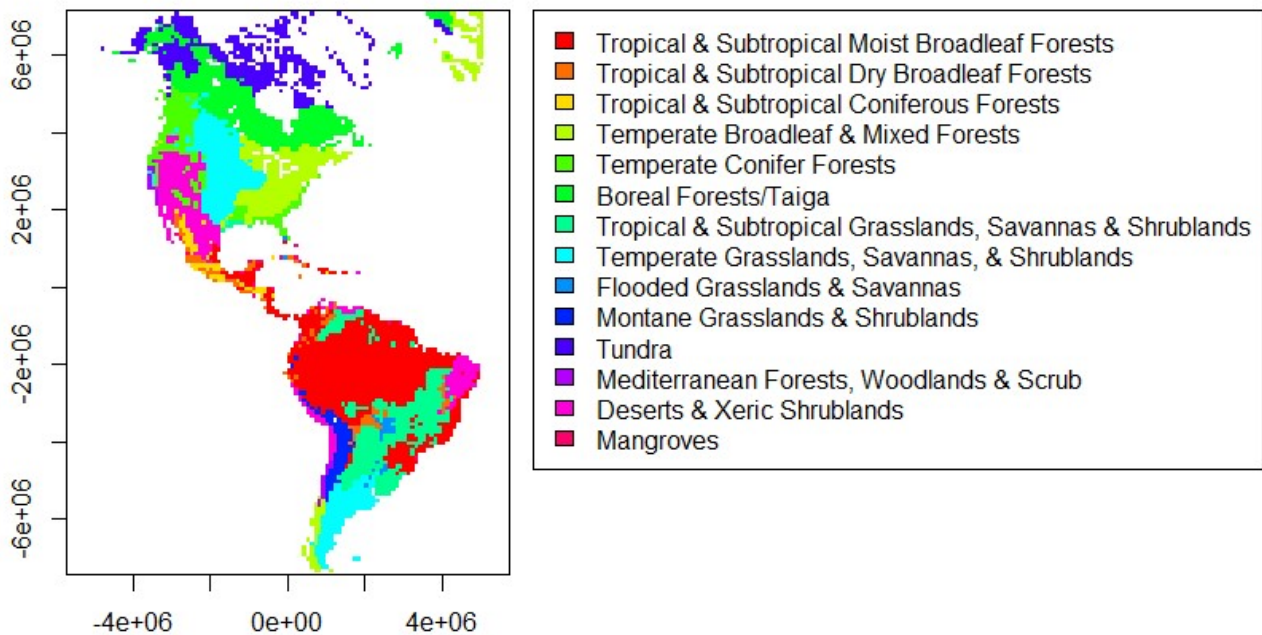 6e+06
2e+06
-2e+06
-6e+06
-4e+06 0e+00 4e+06
Tropical & Subtropical Moist Broadleaf Forests
Tropical & Subtropical Dry Broadleaf Forests
Tropical & Subtropical Coniferous Forests
Temperate Broadleaf & Mixed Forests
Temperate Conifer Forests
Boreal Forests/Taiga
Tropical & Subtropical Grasslands, Savannas & Shrublands
Temperate Grasslands, Savannas, & Shrublands
Flooded Grasslands & Savannas
Montane Grasslands & Shrublands
Tundra
Mediterranean Forests, Woodlands & Scrub
Deserts & Xeric Shrublands
Mangroves